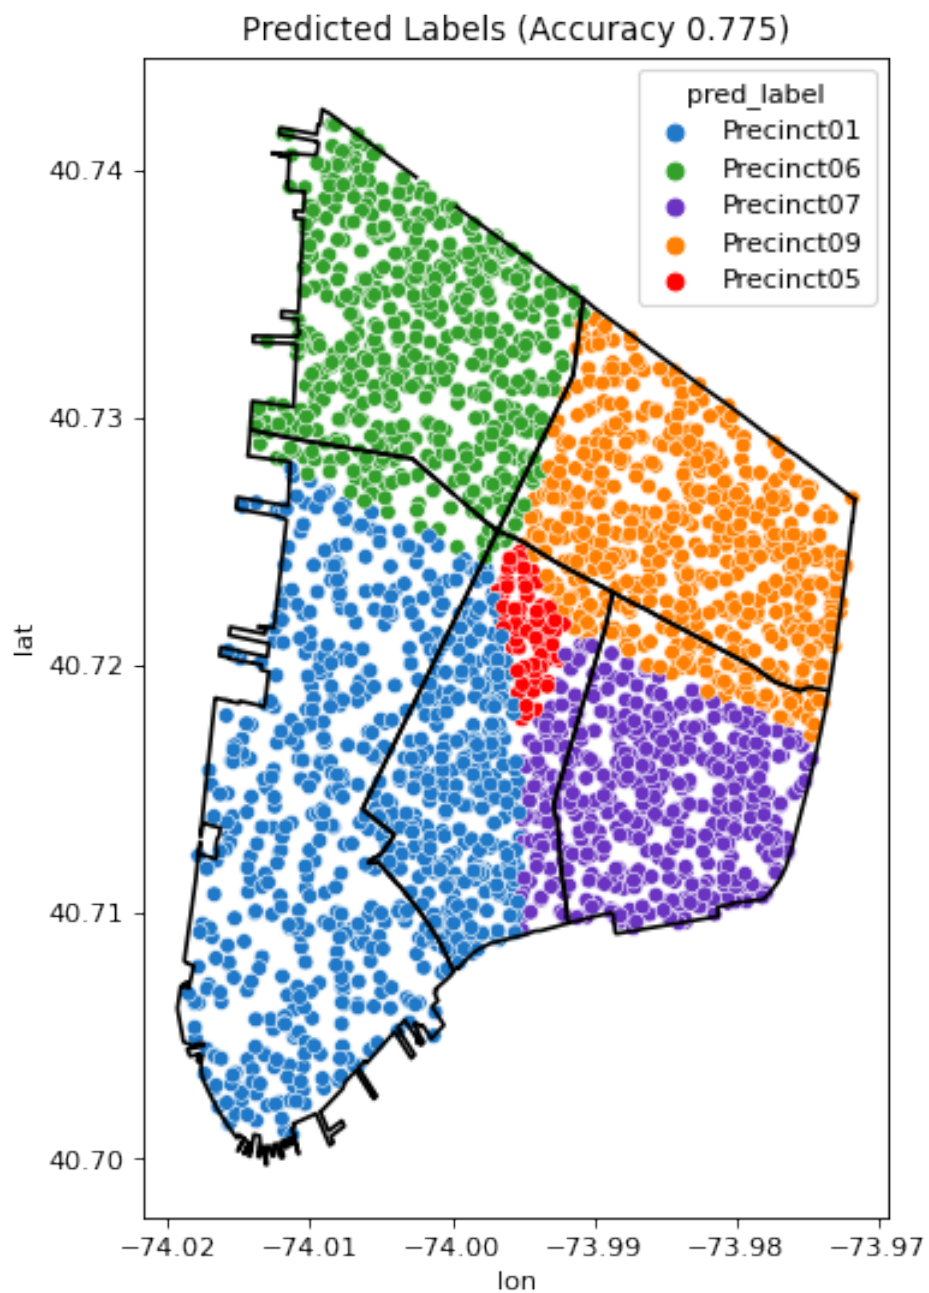 Predicted Labels (Accuracy 0.775)
pred_label
Precinct01
Precinct06
Precinct07
Precinct09
Precinct05
40.74
40.73
40.72
40.71
40.70
lat
−74.02 −74.01 −74.00 −73.99 −73.98 −73.97
lon